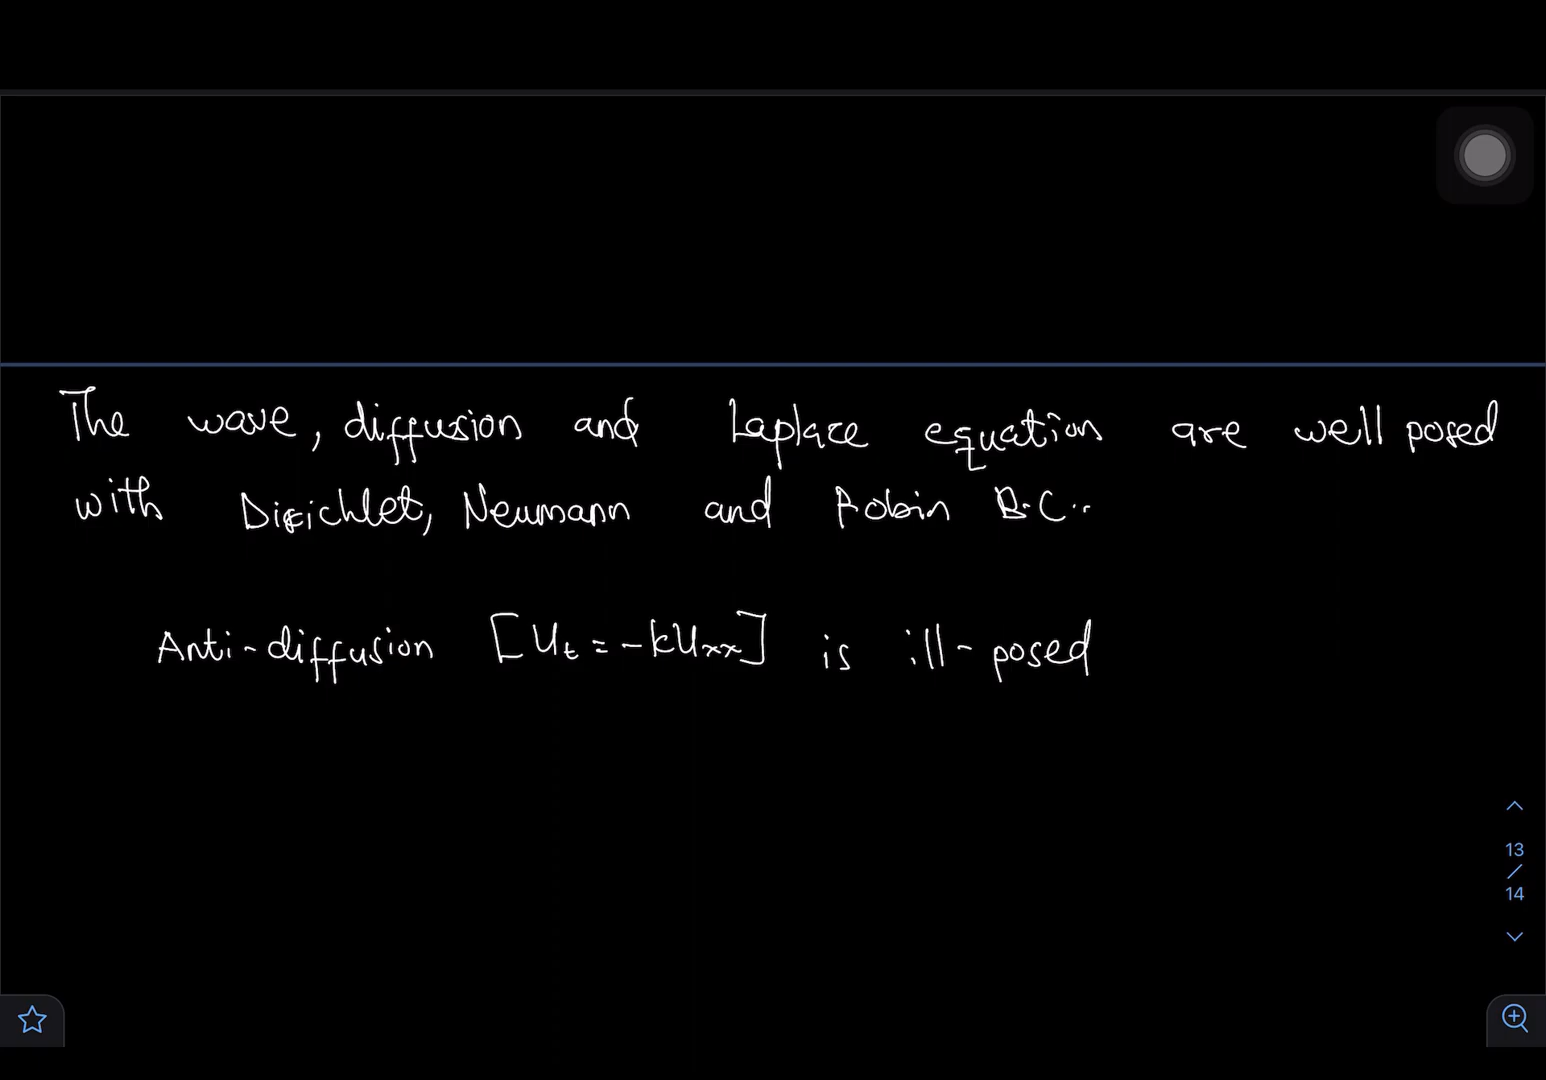 The wave, diffusion and Laplace equation are well posed
with Dirichlet, Neumann and Robin B.C..
Anti-diffusion [Ut = -kUxx] is ill-posed
13
/
14